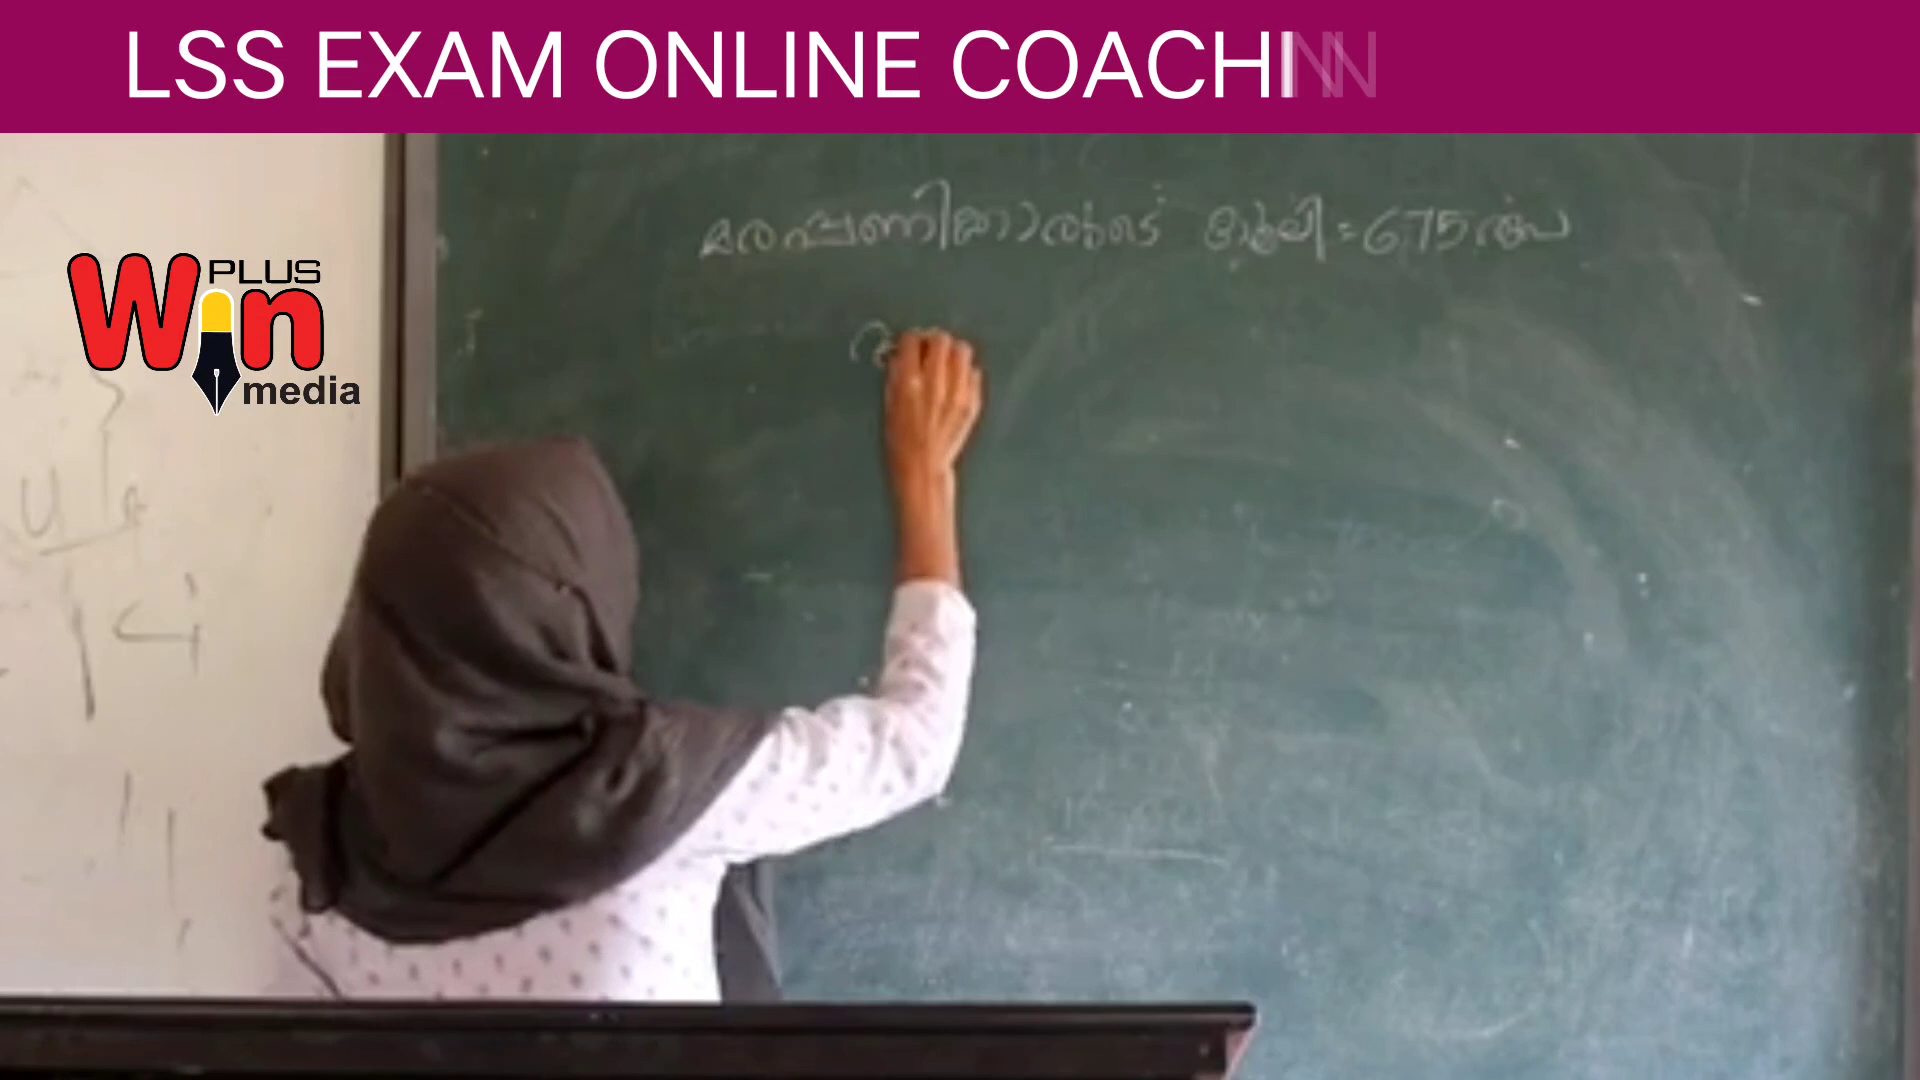 LSS EXAM ONLINE COACHIN
PLUS
Win
media
മരപ്പണിക്കാരുടെ കൂലി = 675 രൂപ